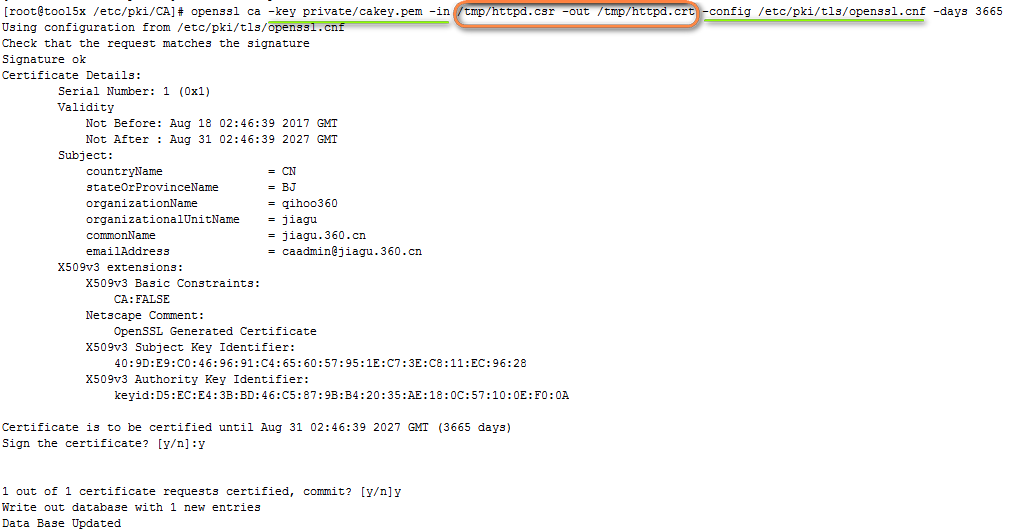 [root@tool5x /etc/pki/CA]# openssl ca -key private/cakey.pem -in /tmp/httpd.csr -out /tmp/httpd.crt -config /etc/pki/tls/openssl.cnf -days 3665
Using configuration from /etc/pki/tls/openssl.cnf
Check that the request matches the signature
Signature ok
Certificate Details:
        Serial Number: 1 (0x1)
        Validity
            Not Before: Aug 18 02:46:39 2017 GMT
            Not After : Aug 31 02:46:39 2027 GMT
        Subject:
            countryName               = CN
            stateOrProvinceName       = BJ
            organizationName          = qihoo360
            organizationalUnitName    = jiagu
            commonName                = jiagu.360.cn
            emailAddress              = caadmin@jiagu.360.cn
        X509v3 extensions:
            X509v3 Basic Constraints:
                CA:FALSE
            Netscape Comment:
                OpenSSL Generated Certificate
            X509v3 Subject Key Identifier:
                40:9D:E9:C0:46:96:91:C4:65:60:57:95:1E:C7:3E:C8:11:EC:96:28
            X509v3 Authority Key Identifier:
                keyid:D5:EC:E4:3B:BD:46:C5:87:9B:B4:20:35:AE:18:0C:57:10:0E:F0:0A
Certificate is to be certified until Aug 31 02:46:39 2027 GMT (3665 days)
Sign the certificate? [y/n]:y
1 out of 1 certificate requests certified, commit? [y/n]y
Write out database with 1 new entries
Data Base Updated